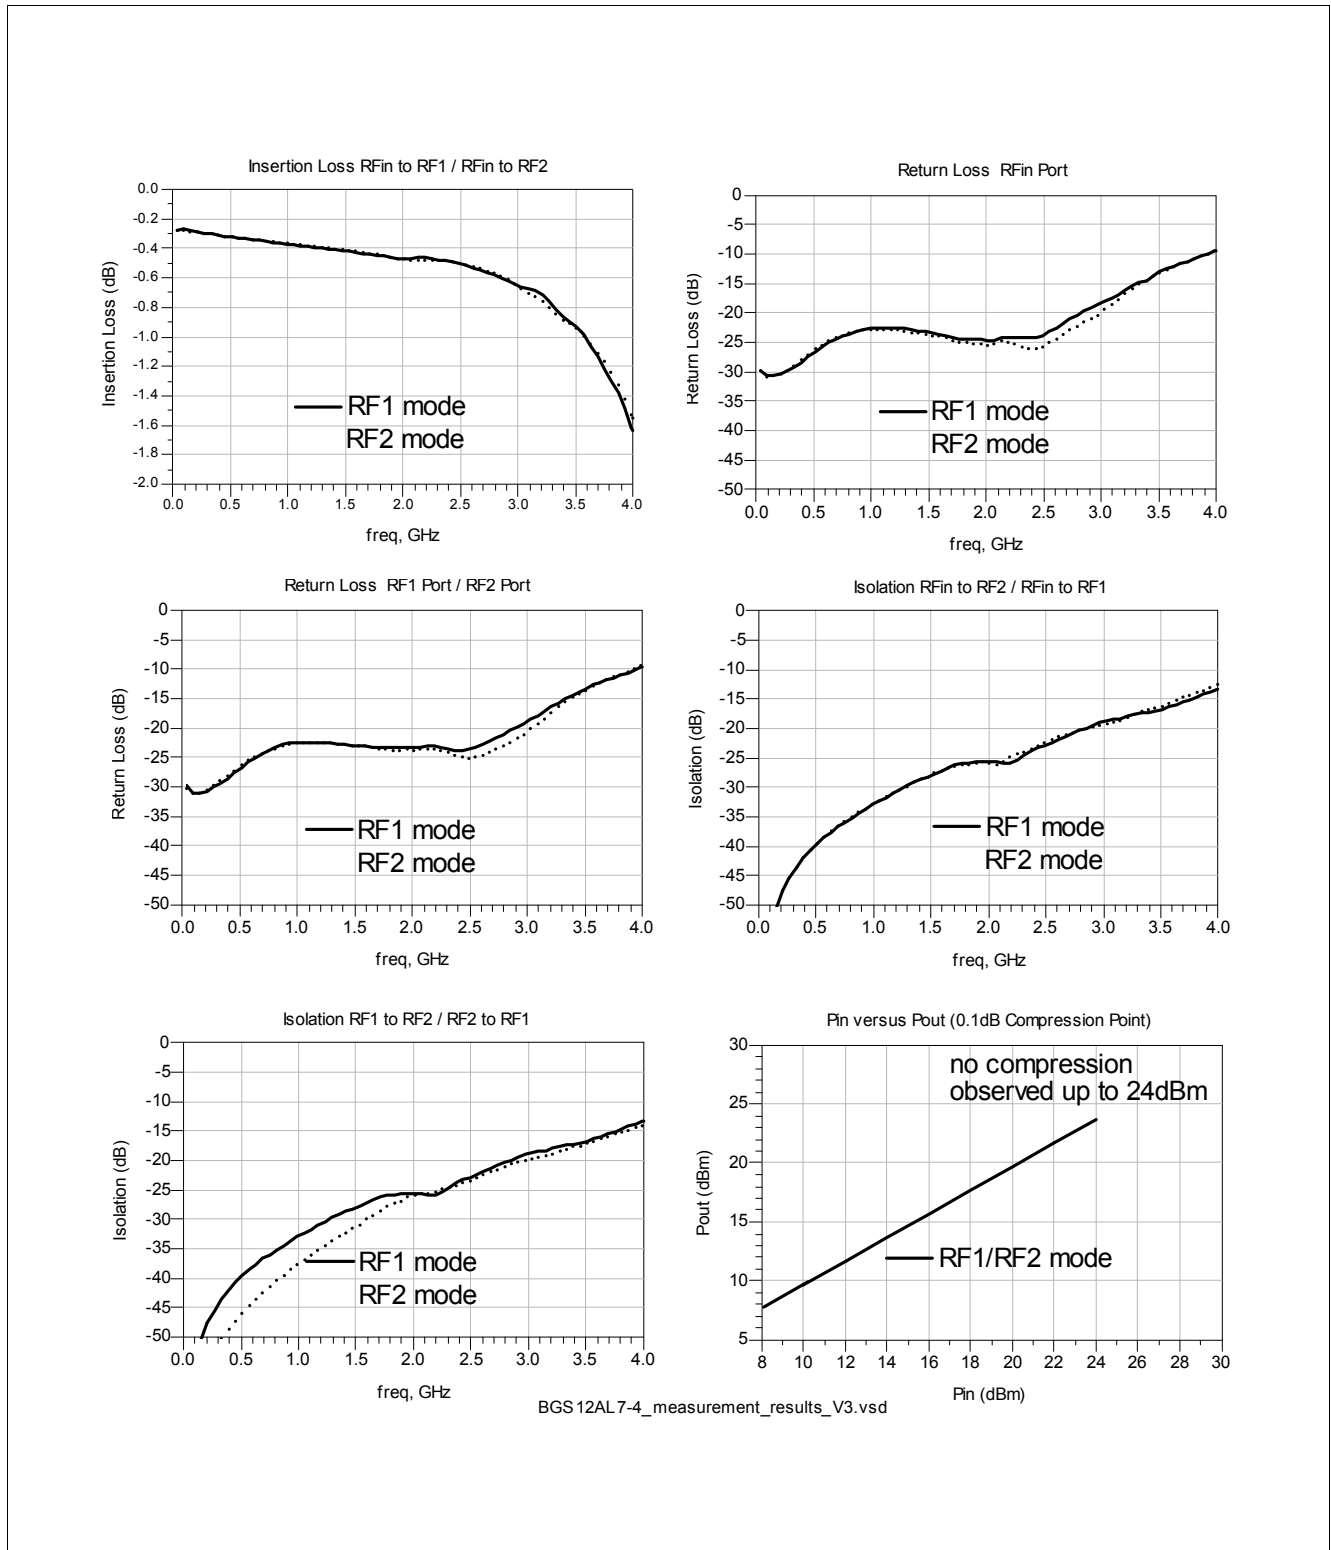 Insertion Loss RFin to RF1 / RFin to RF2
0.0
-0.2
-0.4
-0.6
-0.8
-1.0
-1.2
-1.4
-1.6
-1.8
-2.0
Insertion Loss (dB)
RF1 mode
RF2 mode
0.0 0.5 1.0 1.5 2.0 2.5 3.0 3.5 4.0
freq, GHz
Return Loss RFin Port
0
-5
-10
-15
-20
-25
-30
-35
-40
-45
-50
Return Loss (dB)
RF1 mode
RF2 mode
0.0 0.5 1.0 1.5 2.0 2.5 3.0 3.5 4.0
freq, GHz
Return Loss RF1 Port / RF2 Port
0
-5
-10
-15
-20
-25
-30
-35
-40
-45
-50
Return Loss (dB)
RF1 mode
RF2 mode
0.0 0.5 1.0 1.5 2.0 2.5 3.0 3.5 4.0
freq, GHz
Isolation RFin to RF2 / RFin to RF1
0
-5
-10
-15
-20
-25
-30
-35
-40
-45
-50
Isolation (dB)
RF1 mode
RF2 mode
0.0 0.5 1.0 1.5 2.0 2.5 3.0 3.5 4.0
freq, GHz
Isolation RF1 to RF2 / RF2 to RF1
0
-5
-10
-15
-20
-25
-30
-35
-40
-45
-50
Isolation (dB)
RF1 mode
RF2 mode
0.0 0.5 1.0 1.5 2.0 2.5 3.0 3.5 4.0
freq, GHz
Pin versus Pout (0.1dB Compression Point)
30
25
20
15
10
5
Pout (dBm)
no compression
observed up to 24dBm
RF1/RF2 mode
8 10 12 14 16 18 20 22 24 26 28 30
Pin (dBm)
BGS12AL7-4_measurement_results_V3.vsd